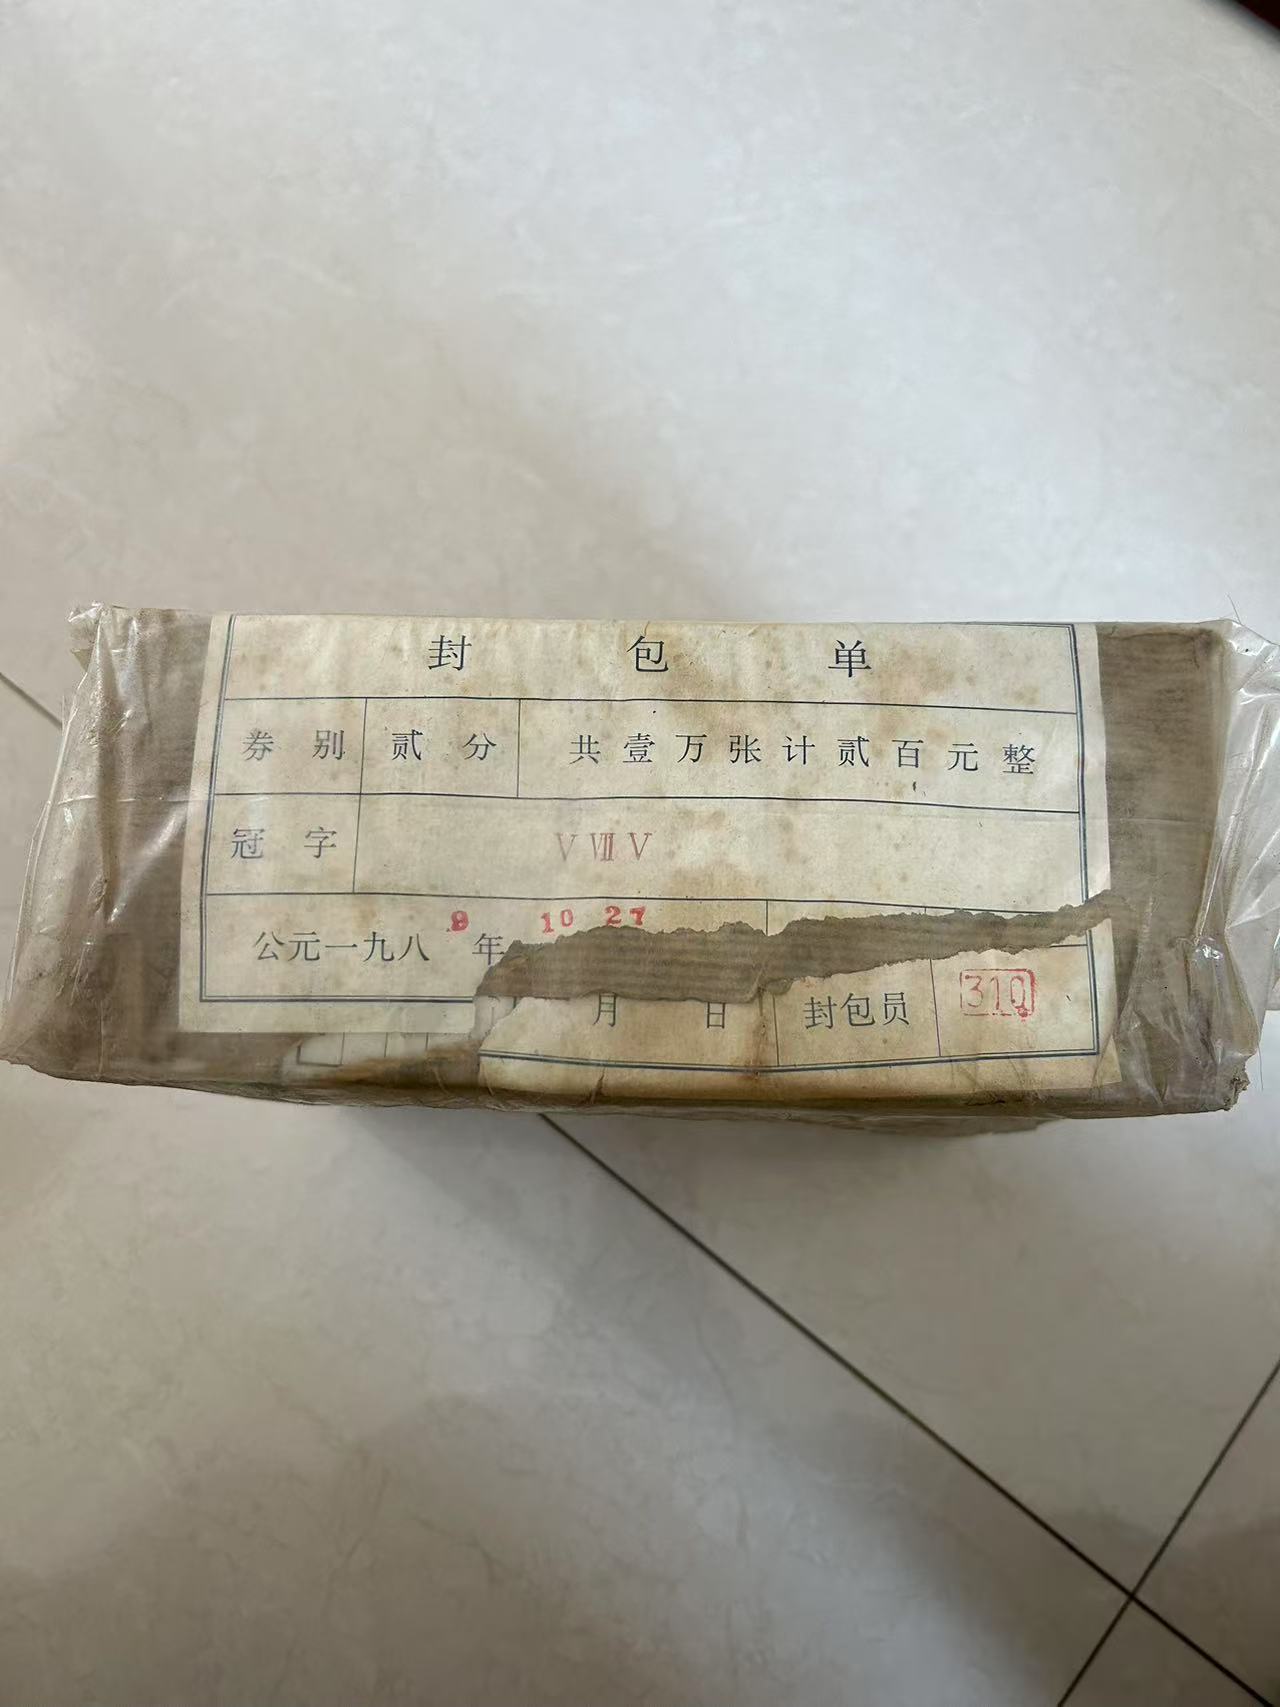 封包单
券别 贰分 共壹万张计贰百元整
冠字 V Ⅶ V
9 10 27
公元一九八 年 月 日 封包员 310